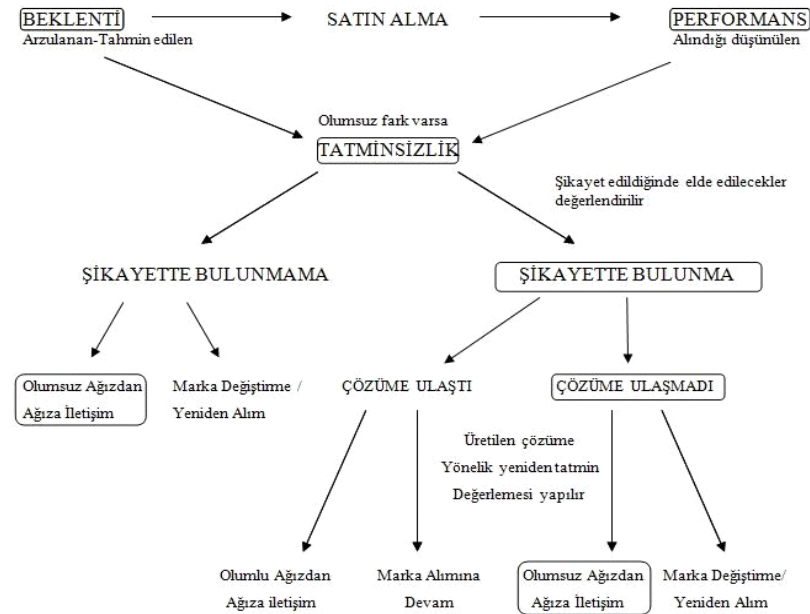 BEKLENTİ
SATIN ALMA
PERFORMANS
Arzulanan-Tahmin edilen
Alındığı düşünülen
Olumsuz fark varsa
TATMİNSİZLİK
Şikayet edildiğinde elde edilecekler
değerlendirilir
ŞİKAYETTE BULUNMAMA
ŞİKAYETTE BULUNMA
Olumsuz Ağızdan
Ağıza İletişim
Marka Değiştirme /
Yeniden Alım
ÇÖZÜME ULAŞTI
ÇÖZÜME ULAŞMADI
Üretilen çözüme
Yönelik yeniden tatmin
Değerlemesi yapılır
Olumlu Ağızdan
Ağıza iletişim
Marka Alımına
Devam
Olumsuz Ağızdan
Ağıza İletişim
Marka Değiştirme/
Yeniden Alım